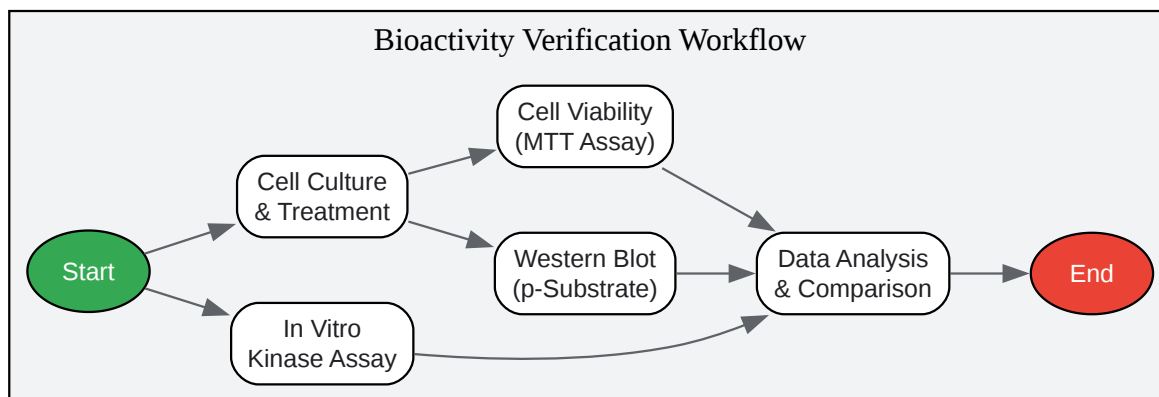 Bioactivity Verification Workflow
Cell Viability
(MTT Assay)
Cell Culture
& Treatment
Start
Western Blot
(p-Substrate)
Data Analysis
& Comparison
End
In Vitro
Kinase Assay